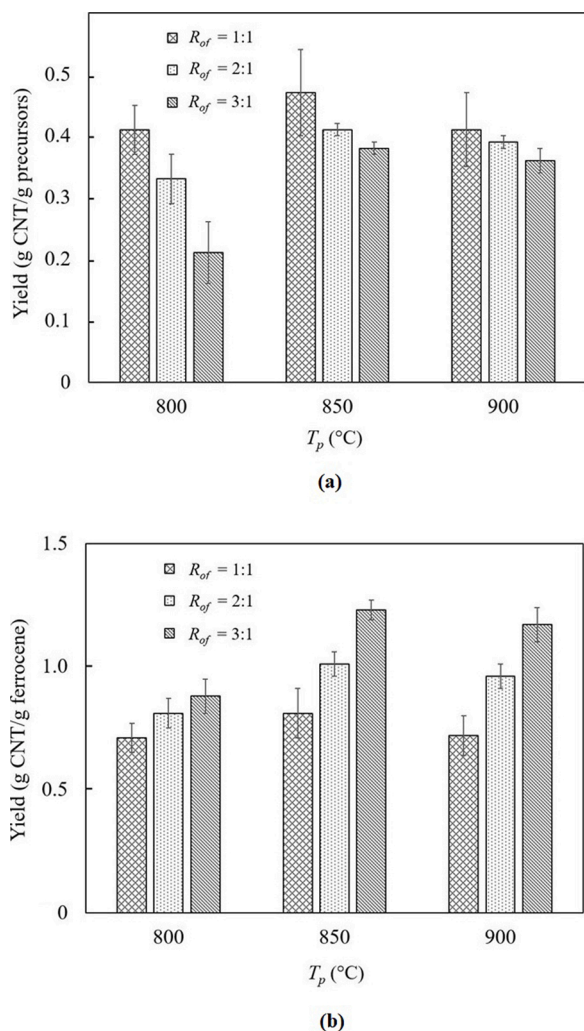 R_of = 1:1
R_of = 2:1
R_of = 3:1
0.5
0.4
0.3
0.2
0.1
0
Yield (g CNT/g precursors)
800 850 900
T_p (°C)
(a)
R_of = 1:1
R_of = 2:1
R_of = 3:1
1.5
1.0
0.5
0
Yield (g CNT/g ferrocene)
800 850 900
T_p (°C)
(b)